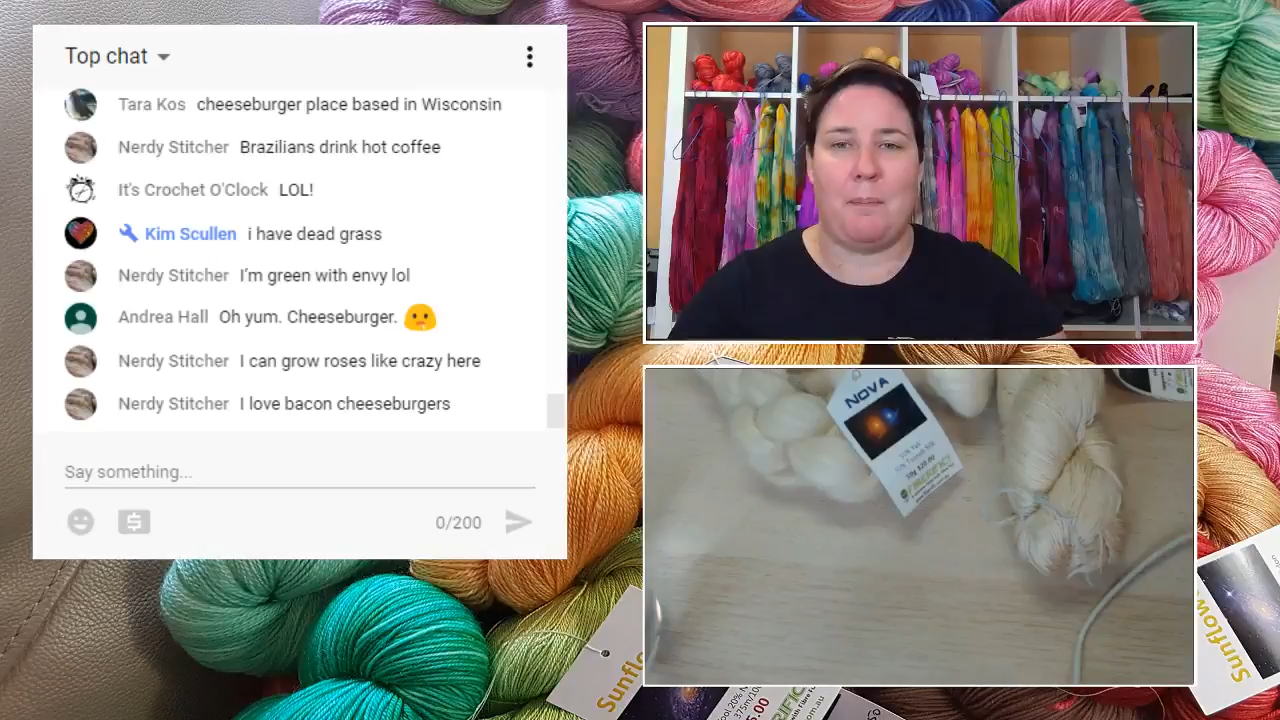 Top chat
Tara Kos cheeseburger place based in Wisconsin
Nerdy Stitcher Brazilians drink hot coffee
It's Crochet O'Clock LOL!
Kim Scullen i have dead grass
Nerdy Stitcher I'm green with envy lol
Andrea Hall Oh yum. Cheeseburger.
Nerdy Stitcher I can grow roses like crazy here
Nerdy Stitcher I love bacon cheeseburgers
Say something...
0/200
NOVA
Sunflow
Sunflo